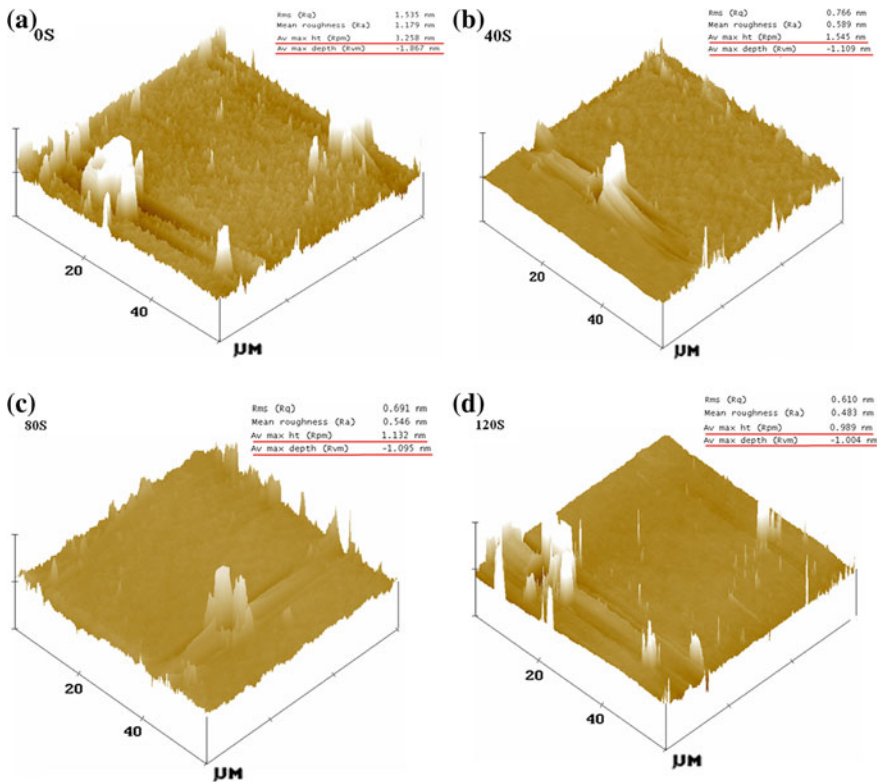 (a) 0S
Rms (Rq) 1.535 nm
Mean roughness (Ra) 1.179 nm
Av max ht (Rpm) 3.258 nm
Av max depth (Rvm) -1.867 nm
20
40
µM
(b) 40S
Rms (Rq) 0.766 nm
Mean roughness (Ra) 0.589 nm
Av max ht (Rpm) 1.545 nm
Av max depth (Rvm) -1.109 nm
20
40
µM
(c) 80S
Rms (Rq) 0.691 nm
Mean roughness (Ra) 0.546 nm
Av max ht (Rpm) 1.132 nm
Av max depth (Rvm) -1.095 nm
20
40
µM
(d) 120S
Rms (Rq) 0.610 nm
Mean roughness (Ra) 0.483 nm
Av max ht (Rpm) 0.989 nm
Av max depth (Rvm) -1.004 nm
20
40
µM